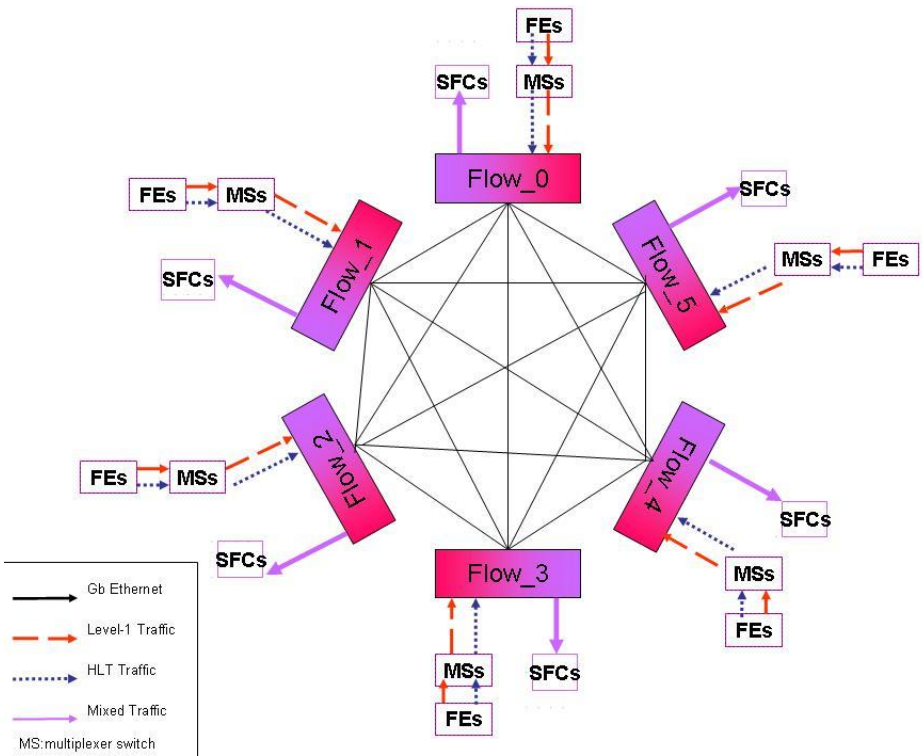 FEs
SFCs
MSs
Flow_0
FEs
MSs
SFCs
Flow_1
SFCs
Flow_5
MSs
FEs
Flow_2
FEs
MSs
SFCs
Flow_4
SFCs
MSs
FEs
Flow_3
MSs
SFCs
FEs
Gb Ethernet
Level-1 Traffic
HLT Traffic
Mixed Traffic
MS:multiplexer switch